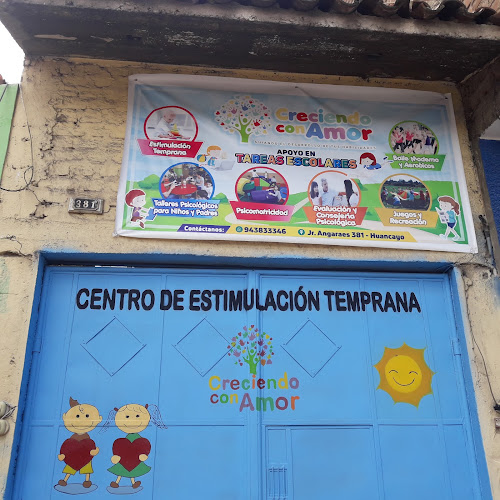 Creciendo
con Amor
APOYO EN
TAREAS ESCOLARES
Estimulación
Temprana
Baile Moderno
y Aerobicos
Talleres Psicológicos
para Niños y Padres
Psicomotricidad
Evaluación y
Consejería
Psicológica
Juegos y
Recreación
Contáctanos: 943833346
Jr. Angaraes 381 - Huancayo
381
CENTRO DE ESTIMULACIÓN TEMPRANA
Creciendo
con Amor